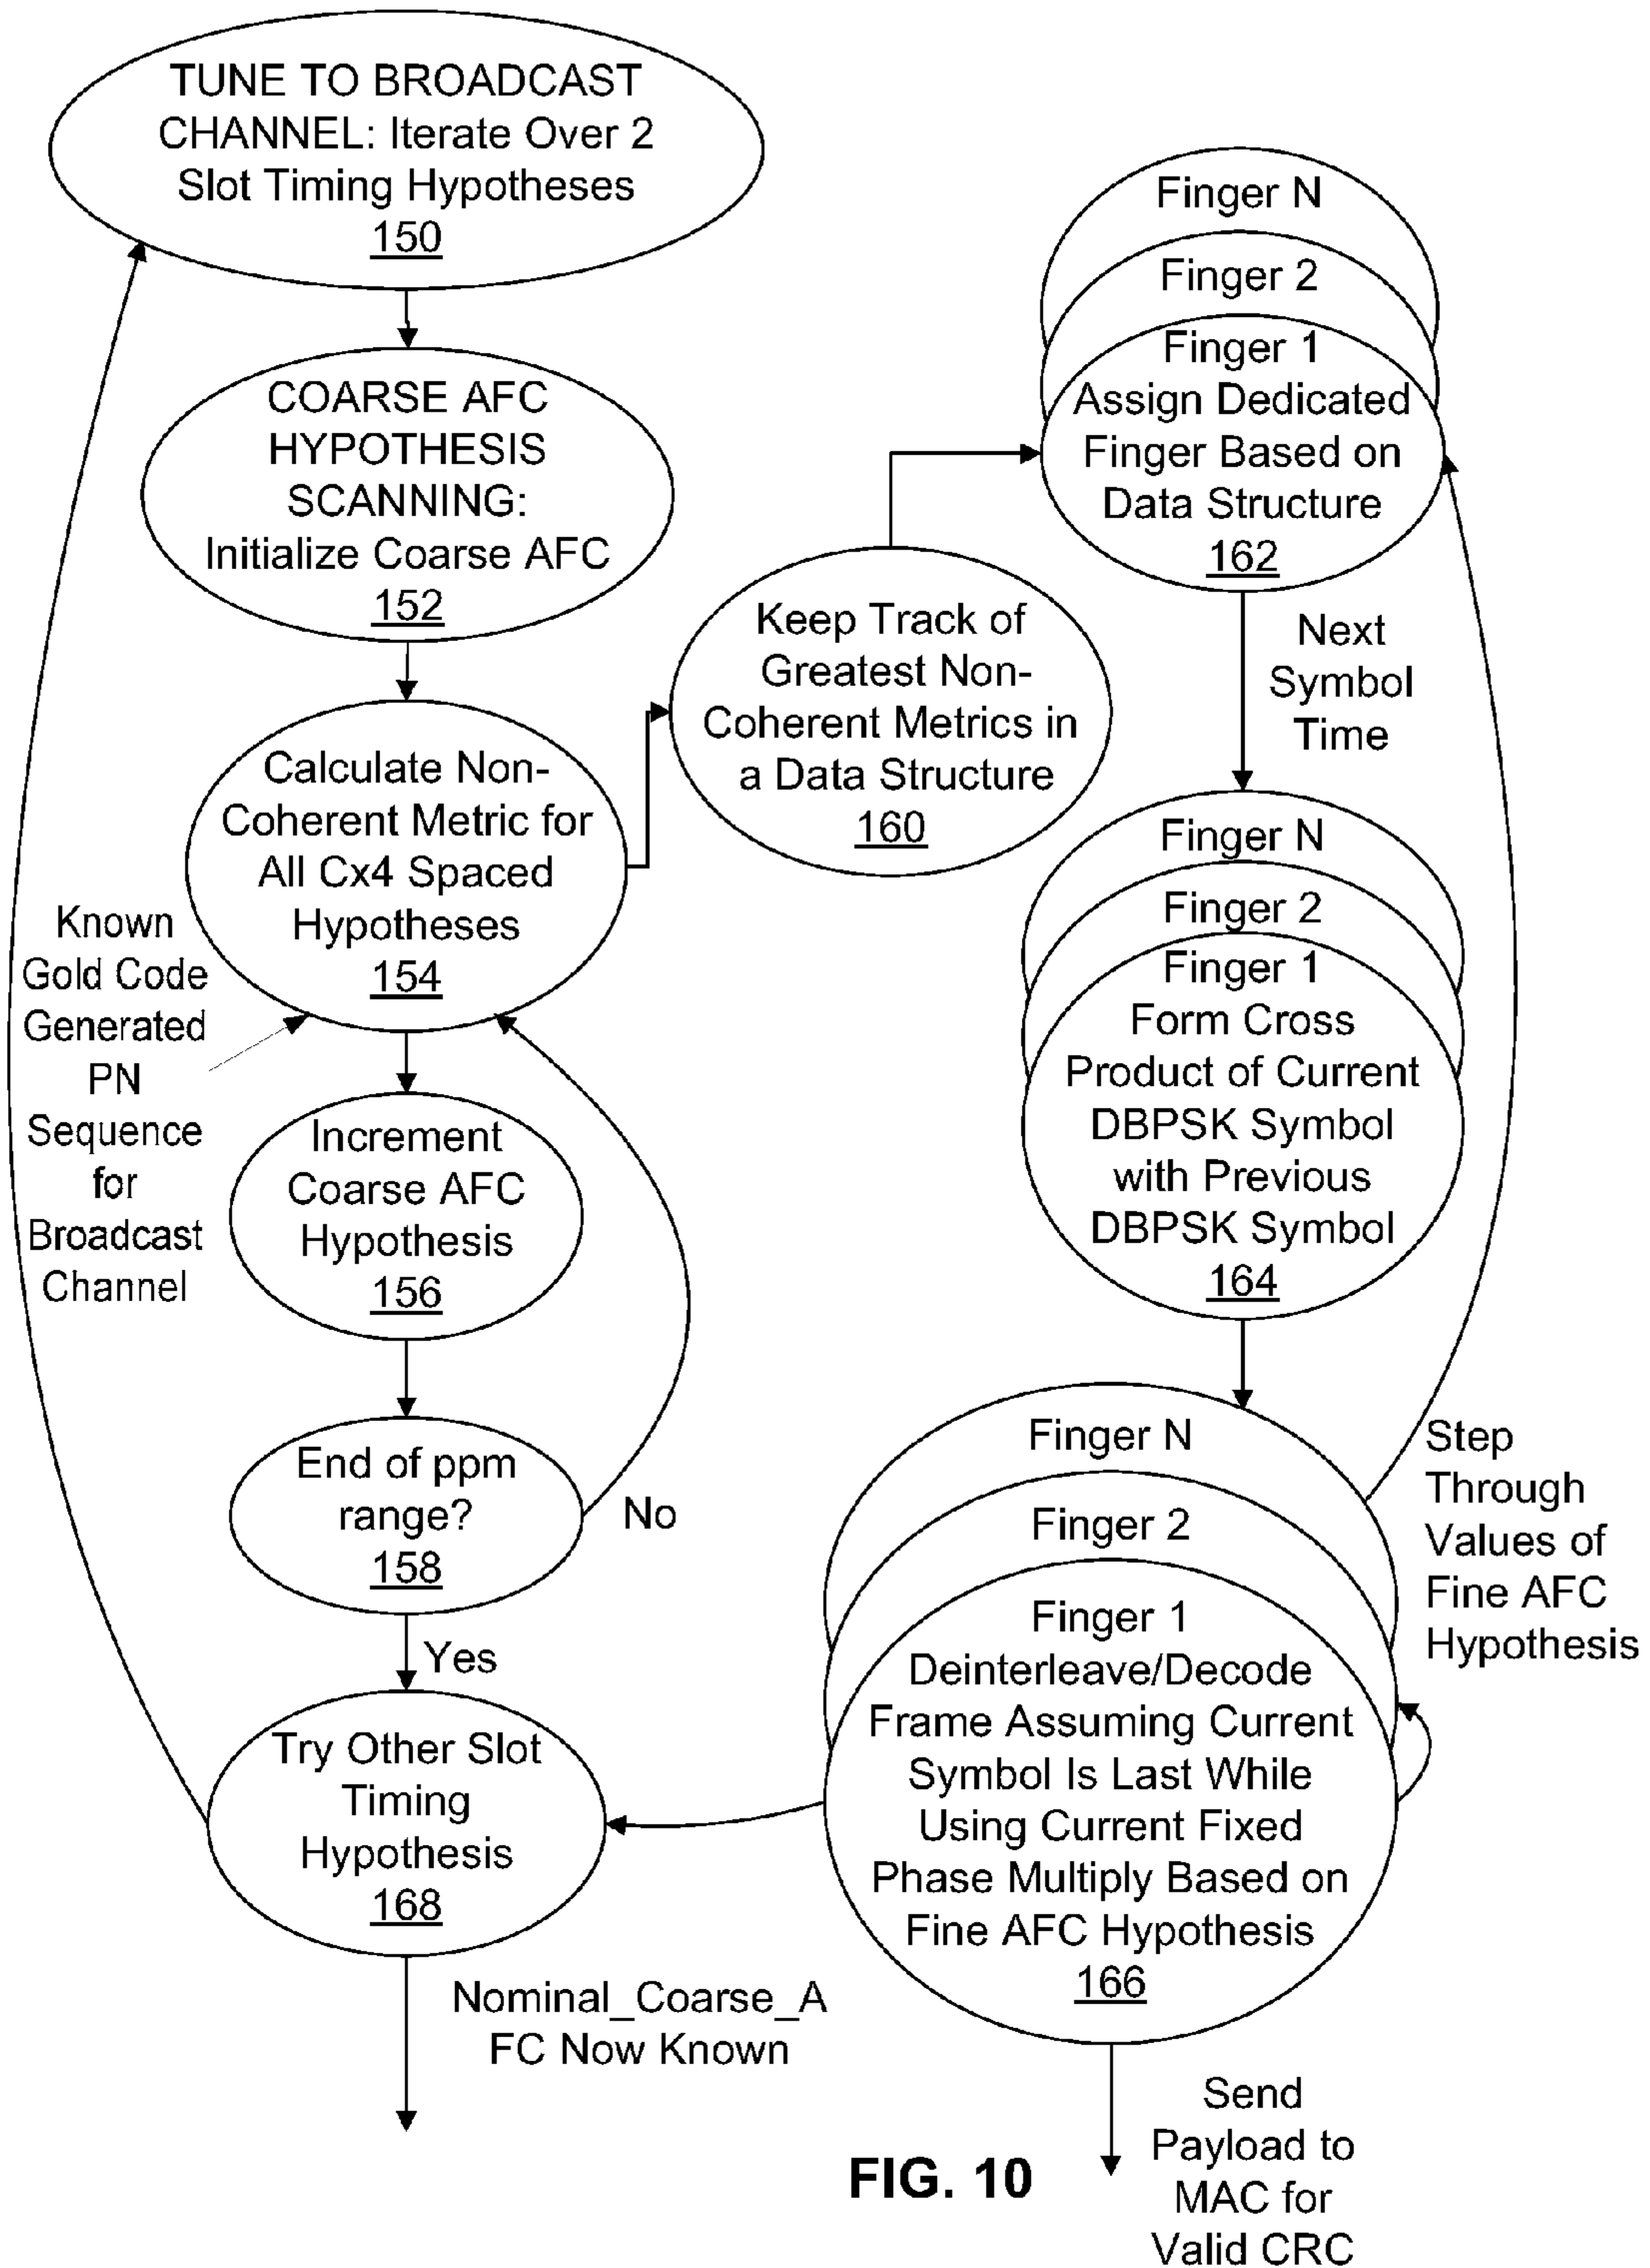 TUNE TO BROADCAST
CHANNEL: Iterate Over 2
Slot Timing Hypotheses
150
COARSE AFC
HYPOTHESIS
SCANNING:
Initialize Coarse AFC
152
Calculate Non-
Coherent Metric for
All Cx4 Spaced
Hypotheses
154
Known
Gold Code
Generated
PN
Sequence
for
Broadcast
Channel
Increment
Coarse AFC
Hypothesis
156
End of ppm
range?
158
No
Yes
Try Other Slot
Timing
Hypothesis
168
Nominal_Coarse_A
FC Now Known
Keep Track of
Greatest Non-
Coherent Metrics in
a Data Structure
160
Finger N
Finger 2
Finger 1
Assign Dedicated
Finger Based on
Data Structure
162
Next
Symbol
Time
Finger N
Finger 2
Finger 1
Form Cross
Product of Current
DBPSK Symbol
with Previous
DBPSK Symbol
164
Finger N
Finger 2
Finger 1
Deinterleave/Decode
Frame Assuming Current
Symbol Is Last While
Using Current Fixed
Phase Multiply Based on
Fine AFC Hypothesis
166
Step
Through
Values of
Fine AFC
Hypothesis
Send
Payload to
MAC for
Valid CRC
FIG. 10